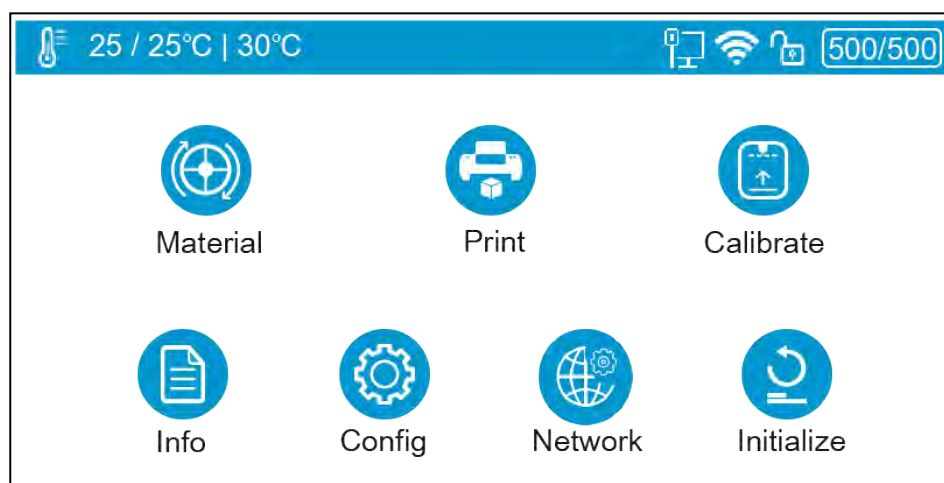 25 / 25°C | 30°C 500/500
Material Print Calibrate
Info Config Network Initialize